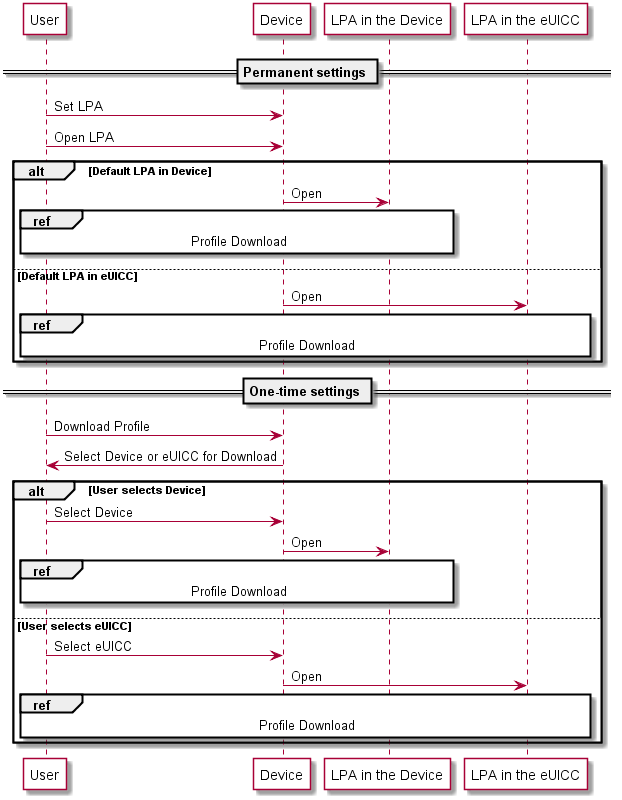 User Device LPA in the Device LPA in the eUICC
Permanent settings
Set LPA
Open LPA
alt [Default LPA in Device]
Open
ref
Profile Download
[Default LPA in eUICC]
Open
ref
Profile Download
One-time settings
Download Profile
Select Device or eUICC for Download
alt [User selects Device]
Select Device
Open
ref
Profile Download
[User selects eUICC]
Select eUICC
Open
ref
Profile Download
User Device LPA in the Device LPA in the eUICC